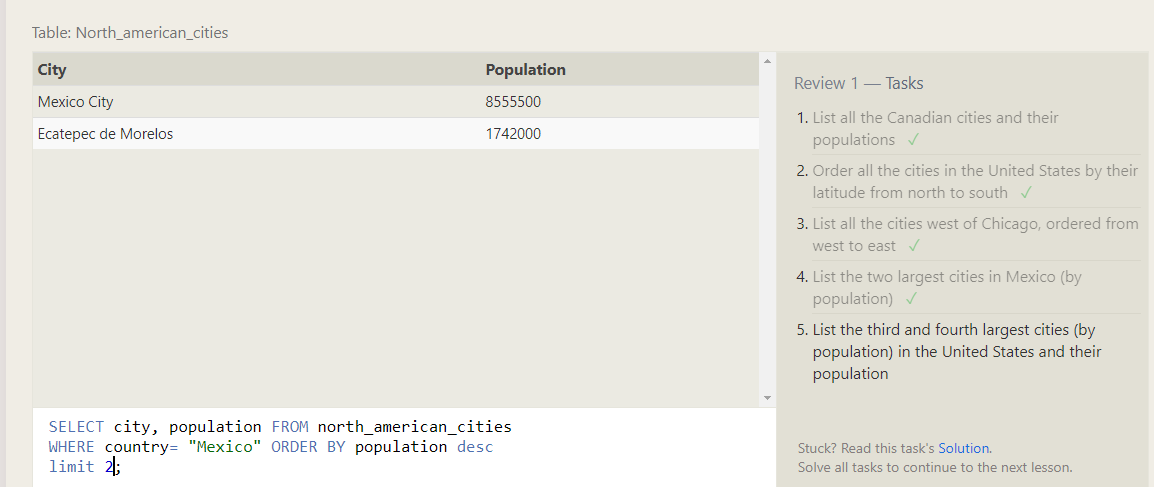 Table: North_american_cities
City Population
Mexico City 8555500
Ecatepec de Morelos 1742000
SELECT city, population FROM north_american_cities
WHERE country= "Mexico" ORDER BY population desc
limit 2;
Review 1 — Tasks
1. List all the Canadian cities and their
populations ✓
2. Order all the cities in the United States by their
latitude from north to south ✓
3. List all the cities west of Chicago, ordered from
west to east ✓
4. List the two largest cities in Mexico (by
population) ✓
5. List the third and fourth largest cities (by
population) in the United States and their
population
Stuck? Read this task's Solution.
Solve all tasks to continue to the next lesson.